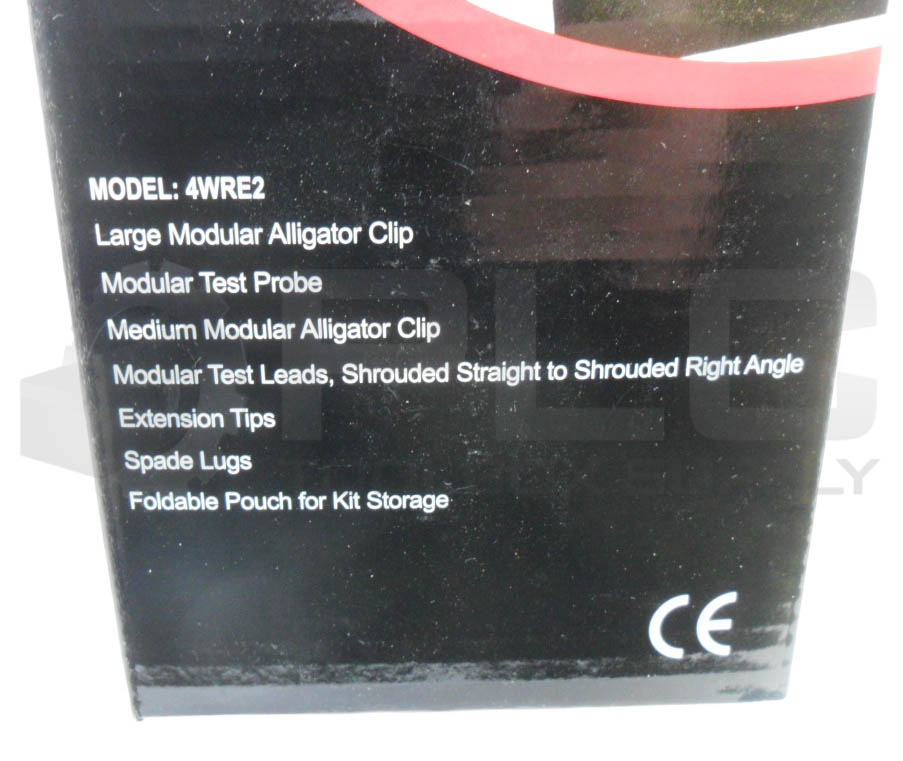 MODEL: 4WRE2
Large Modular Alligator Clip
Modular Test Probe
Medium Modular Alligator Clip
Modular Test Leads, Shrouded Straight to Shrouded Right Angle
Extension Tips
Spade Lugs
Foldable Pouch for Kit Storage
CE
PLC